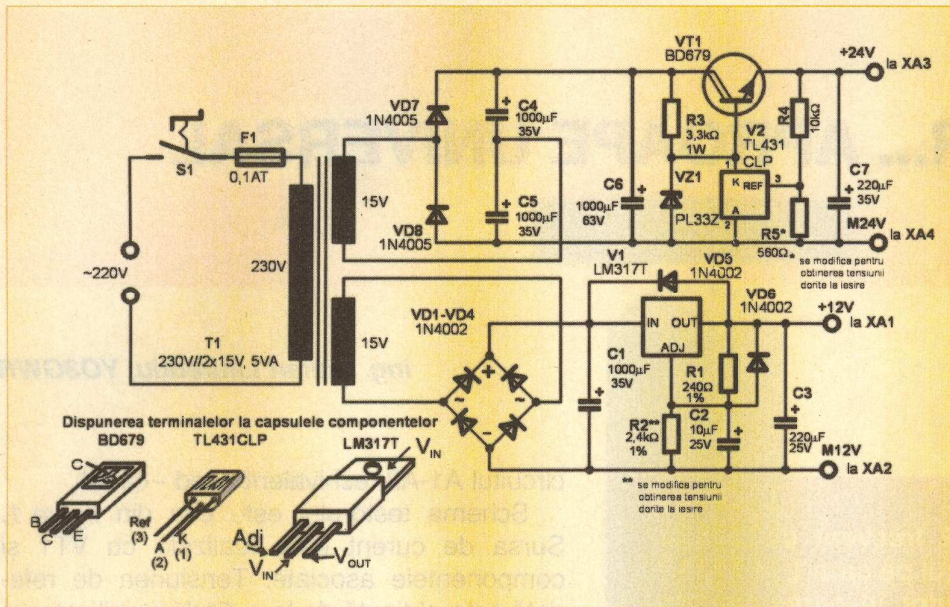 VT1
BD679
+24V
la XA3
VD7
1N4005
C4
1000µF
35V
R3
3,3kΩ
1W
R4
10kΩ
V2
TL431
CLP
1
K
REF
3
A
2
S1
F1
0,1AT
15V
C5
1000µF
35V
C6
1000µF
63V
VZ1
PL33Z
C7
220µF
35V
VD8
1N4005
R5*
560Ω
M24V
la XA4
* se modifica pentru
obtinerea tensiunii
dorite la iesire
~220V
230V
V1
LM317T
VD5
1N4002
VD6
1N4002
+12V
la XA1
15V
VD1-VD4
1N4002
IN
OUT
ADJ
T1
230V//2x15V, 5VA
C1
1000µF
35V
R1
240Ω
1%
R2**
2,4kΩ
1%
C2
10µF
25V
C3
220µF
25V
M12V
la XA2
** se modifica pentru
obtinerea tensiunii
dorite la iesire
+
~
~
-
Dispunerea terminalelor la capsulele componentelor
BD679
TL431CLP
LM317T
VIN
C
B
C
E
Ref
(3)
A
(2)
K
(1)
Adj
VIN
VOUT